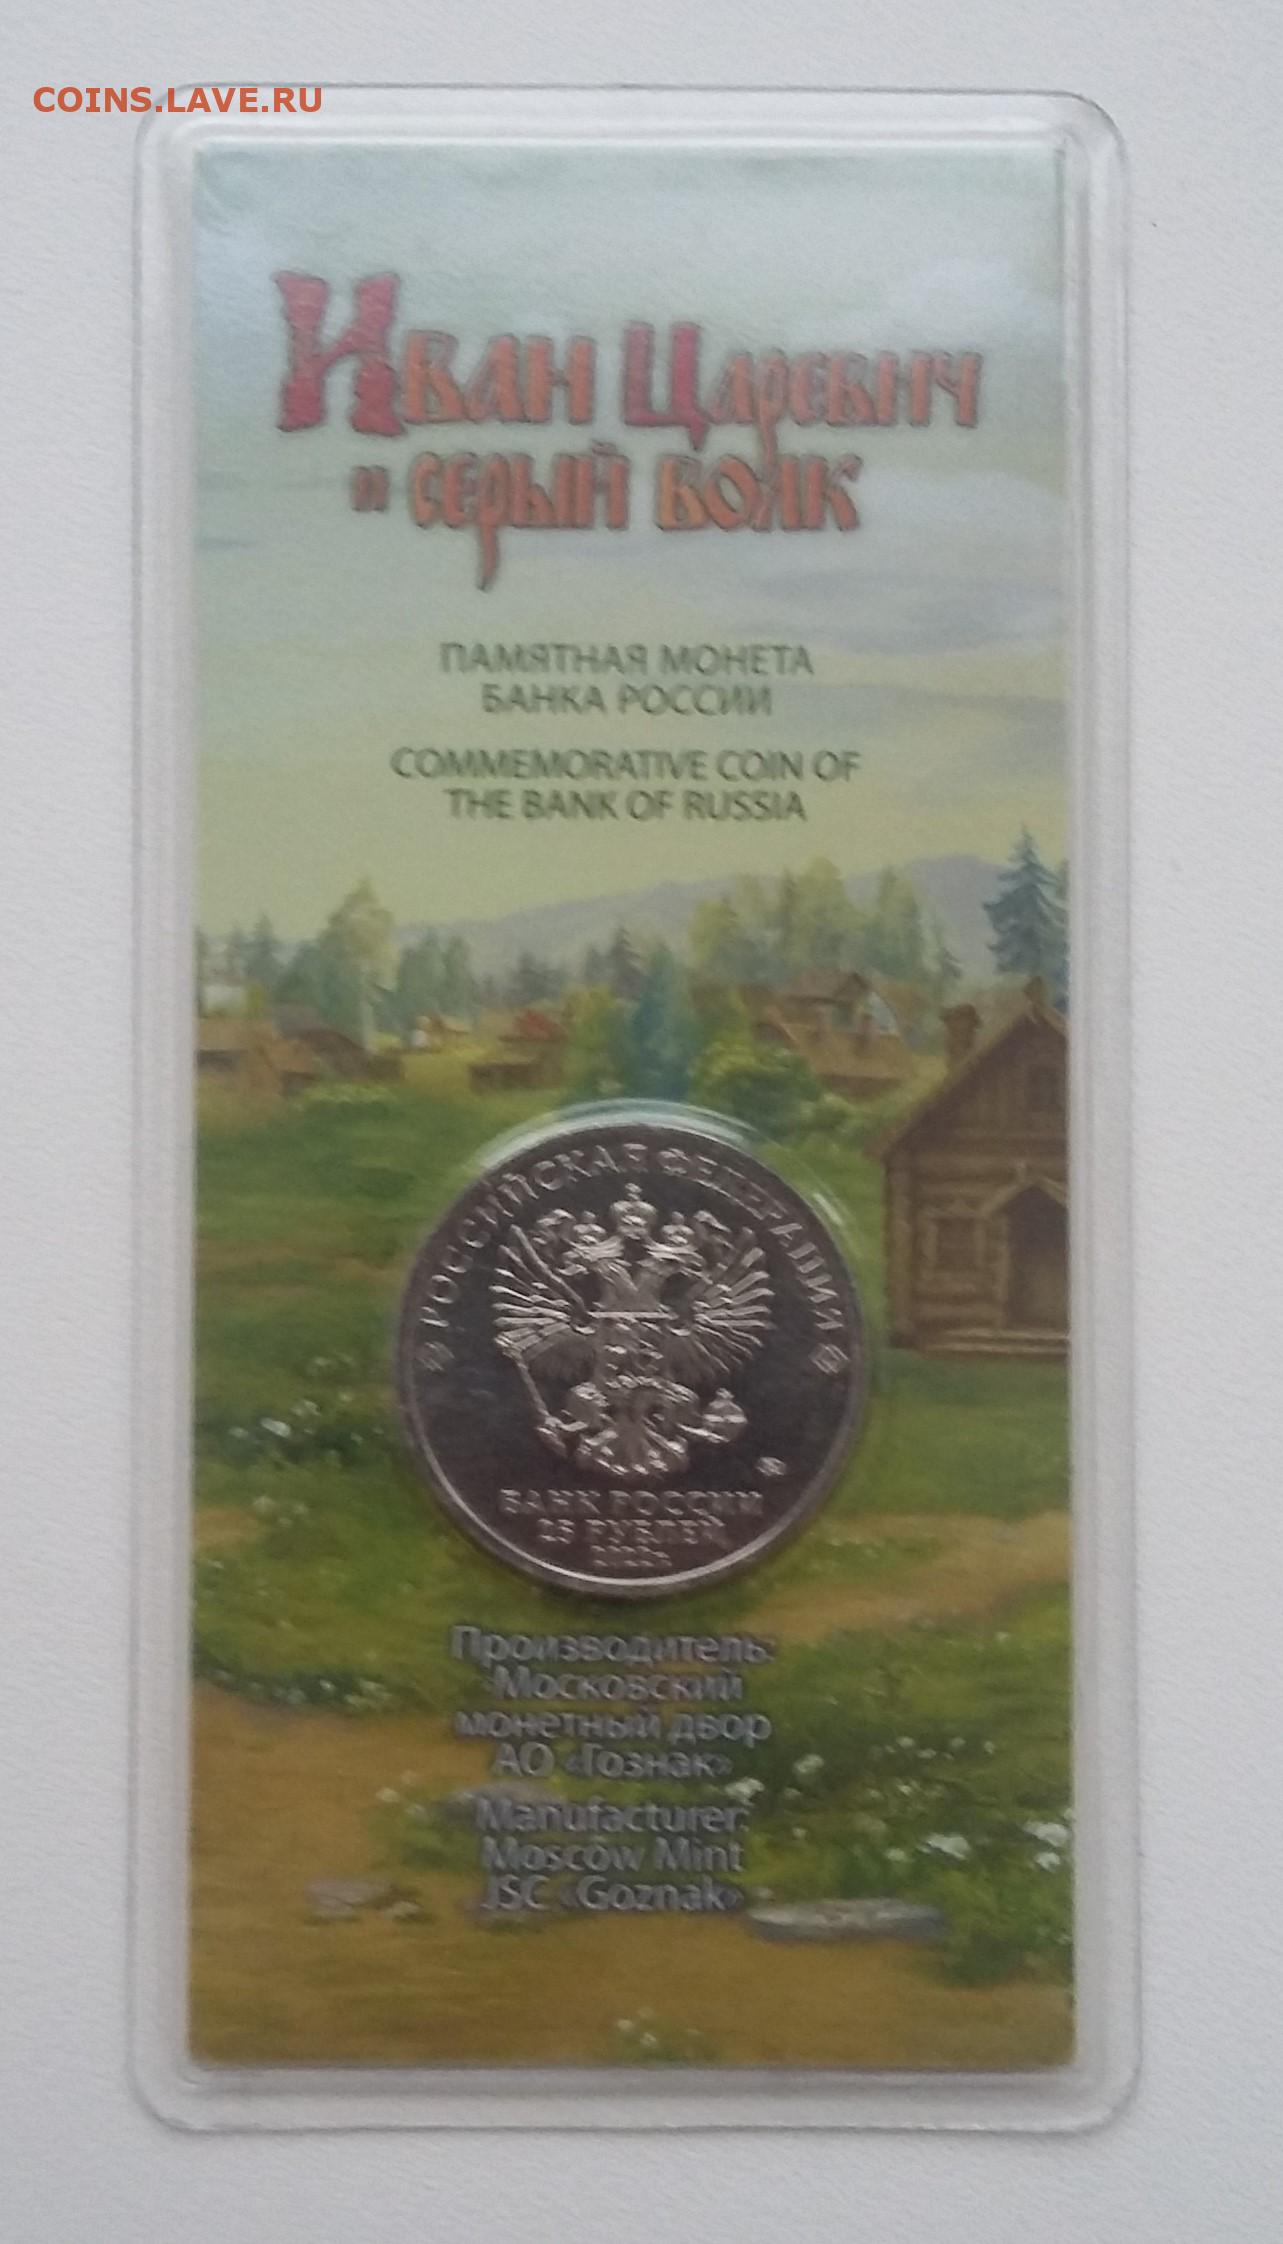 COINS.LAVE.RU
Иван Царевич
и серый волк
ПАМЯТНАЯ МОНЕТА
БАНКА РОССИИ
COMMEMORATIVE COIN OF
THE BANK OF RUSSIA
РОССИЙСКАЯ ФЕДЕРАЦИЯ
БАНК РОССИИ
25 РУБЛЕЙ
2022г.
Производитель:
Московский
монетный двор
АО «Гознак»
Manufacturer:
Moscow Mint
JSC «Goznak»